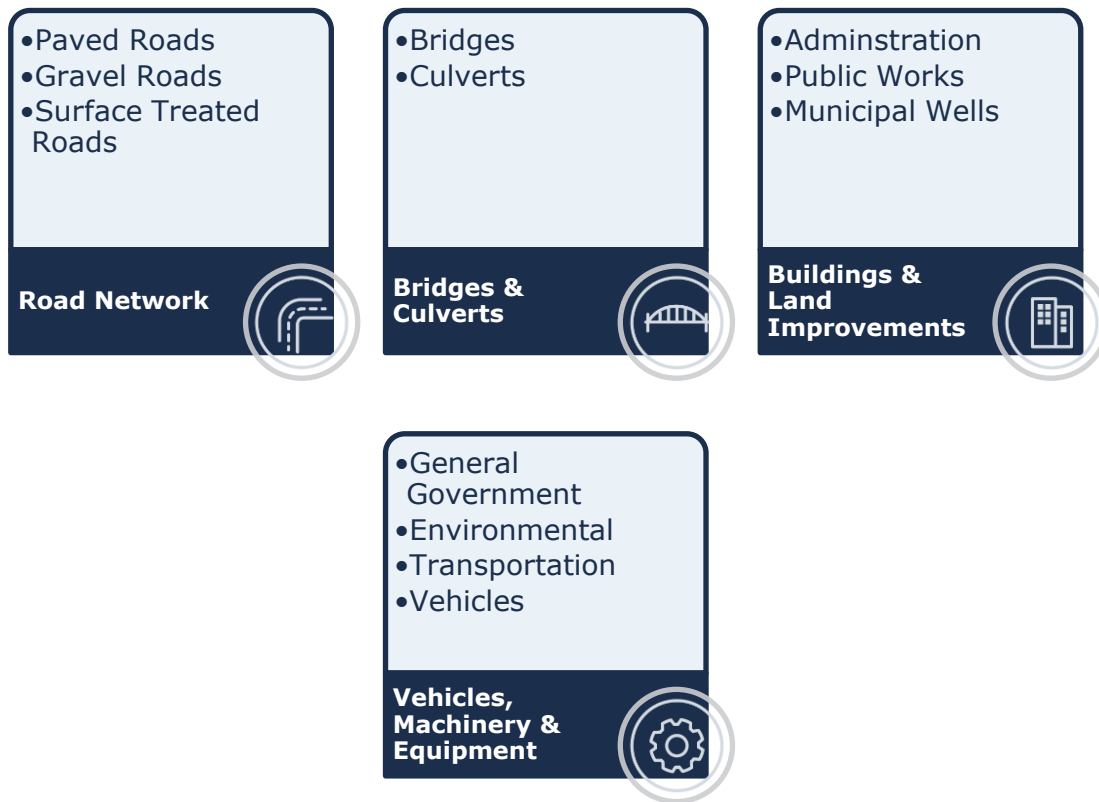 •Paved Roads
•Gravel Roads
•Surface Treated
Roads
Road Network
•Bridges
•Culverts
Bridges &
Culverts
•Adminstration
•Public Works
•Municipal Wells
Buildings &
Land
Improvements
•General
Government
•Environmental
•Transportation
•Vehicles
Vehicles,
Machinery &
Equipment